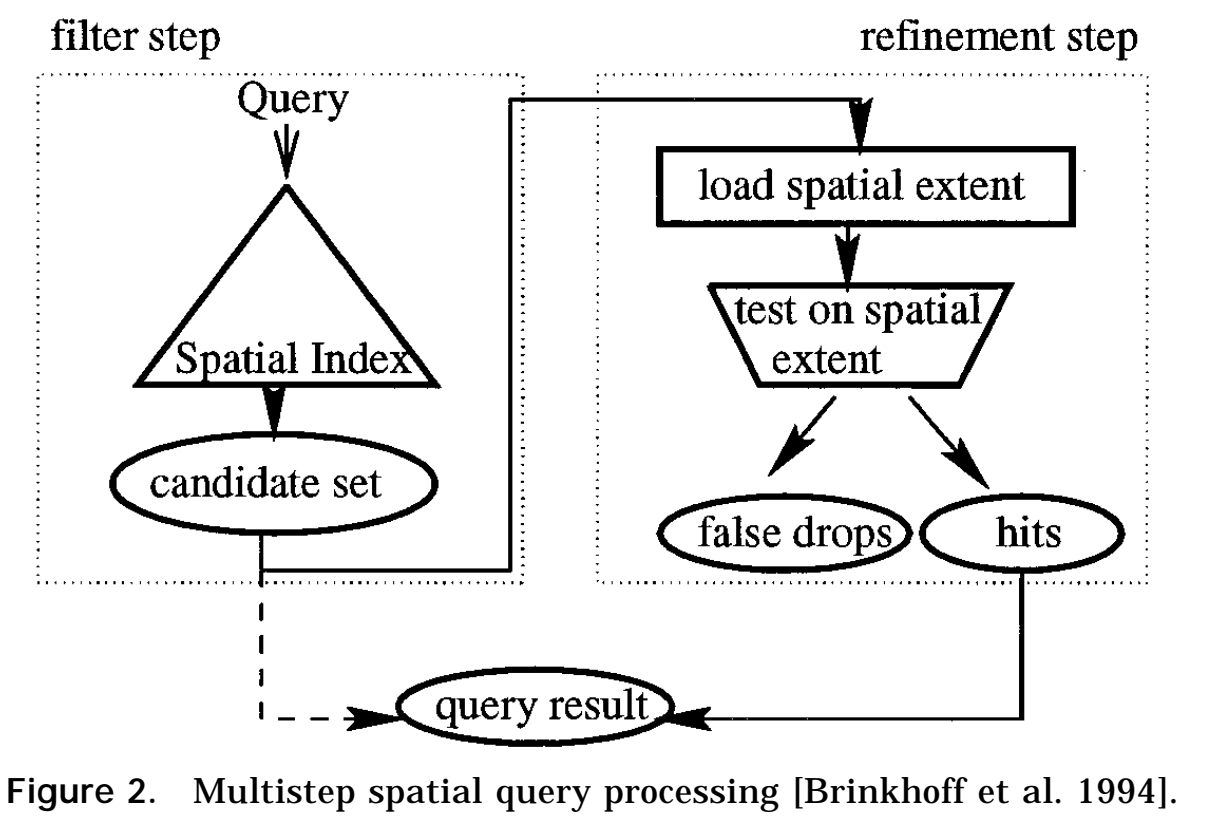 filter step
refinement step
Query
Spatial Index
candidate set
load spatial extent
test on spatial
extent
false drops
hits
query result
Figure 2. Multistep spatial query processing [Brinkhoff et al. 1994].